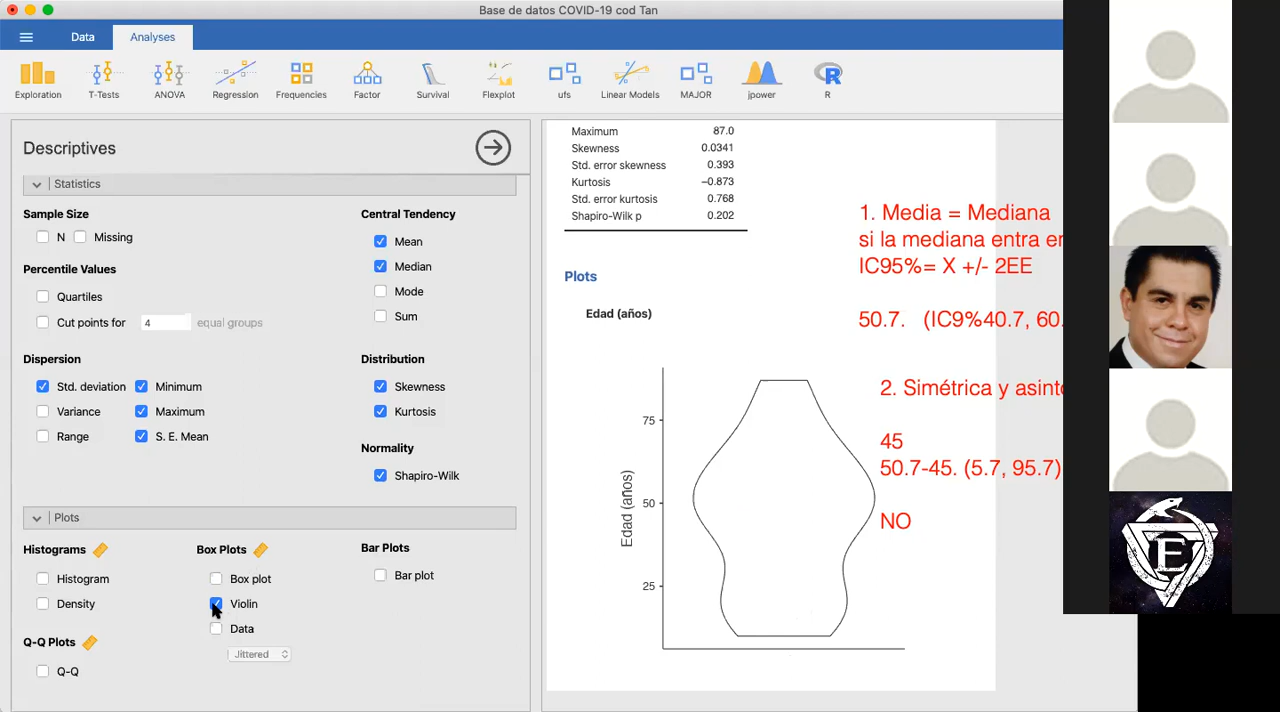 Base de datos COVID-19 cod Tan
Data
Analyses
Exploration
T-Tests
ANOVA
Regression
Frequencies
Factor
Survival
Flexplot
ufs
Linear Models
MAJOR
jpower
R
Descriptives
Statistics
Sample Size
N
Missing
Percentile Values
Quartiles
Cut points for 4 equal groups
Dispersion
Std. deviation
Minimum
Variance
Maximum
Range
S. E. Mean
Central Tendency
Mean
Median
Mode
Sum
Distribution
Skewness
Kurtosis
Normality
Shapiro-Wilk
Plots
Histograms
Histogram
Density
Q-Q Plots
Q-Q
Box Plots
Box plot
Violin
Data
Jittered
Bar Plots
Bar plot
Maximum 87.0
Skewness 0.0341
Std. error skewness 0.393
Kurtosis −0.873
Std. error kurtosis 0.768
Shapiro-Wilk p 0.202
Plots
Edad (años)
75
50
25
Edad (años)
1. Media = Mediana
si la mediana entra
IC95%= X +/- 2EE
50.7. (IC9%40.7, 60.
2. Simétrica y
45
50.7-45. (5.7, 95.7)
NO
E